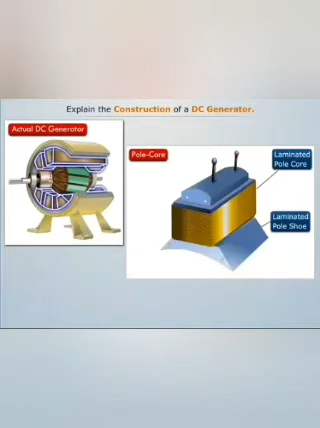 Explain the Construction of a DC Generator.
Actual DC Generator
Pole-Core
Laminated
Pole Core
Laminated
Pole Shoe